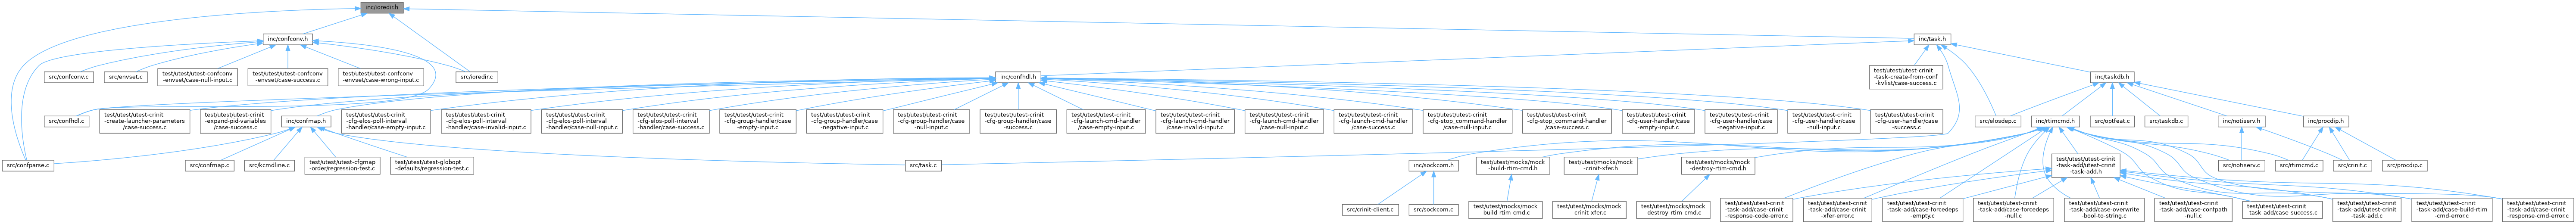 inc/ioredir.h
inc/confconv.h
inc/task.h
src/confconv.c
src/envset.c
test/utest/utest-confconv
-envset/case-null-input.c
test/utest/utest-confconv
-envset/case-success.c
test/utest/utest-confconv
-envset/case-wrong-input.c
src/ioredir.c
inc/confhdl.h
test/utest/utest-crinit
-task-create-from-conf
-kvlist/case-success.c
inc/taskdb.h
src/confhdl.c
test/utest/utest-crinit
-create-launcher-parameters
/case-success.c
test/utest/utest-crinit
-expand-pid-variables
/case-success.c
inc/confmap.h
test/utest/utest-crinit
-cfg-elos-poll-interval
-handler/case-empty-input.c
test/utest/utest-crinit
-cfg-elos-poll-interval
-handler/case-invalid-input.c
test/utest/utest-crinit
-cfg-elos-poll-interval
-handler/case-null-input.c
test/utest/utest-crinit
-cfg-elos-poll-interval
-handler/case-success.c
test/utest/utest-crinit
-cfg-group-handler/case
-empty-input.c
test/utest/utest-crinit
-cfg-group-handler/case
-negative-input.c
test/utest/utest-crinit
-cfg-group-handler/case
-null-input.c
test/utest/utest-crinit
-cfg-group-handler/case
-success.c
test/utest/utest-crinit
-cfg-launch-cmd-handler
/case-empty-input.c
test/utest/utest-crinit
-cfg-launch-cmd-handler
/case-invalid-input.c
test/utest/utest-crinit
-cfg-launch-cmd-handler
/case-null-input.c
test/utest/utest-crinit
-cfg-launch-cmd-handler
/case-success.c
test/utest/utest-crinit
-cfg-stop_command-handler
/case-null-input.c
test/utest/utest-crinit
-cfg-stop_command-handler
/case-success.c
test/utest/utest-crinit
-cfg-user-handler/case
-empty-input.c
test/utest/utest-crinit
-cfg-user-handler/case
-negative-input.c
test/utest/utest-crinit
-cfg-user-handler/case
-null-input.c
test/utest/utest-crinit
-cfg-user-handler/case
-success.c
src/elosdep.c
inc/rtimcmd.h
src/optfeat.c
src/taskdb.c
inc/notiserv.h
inc/procdip.h
src/confparse.c
src/confmap.c
src/kcmdline.c
test/utest/utest-cfgmap
-order/regression-test.c
test/utest/utest-globopt
-defaults/regression-test.c
src/task.c
inc/sockcom.h
test/utest/mocks/mock
-build-rtim-cmd.h
test/utest/mocks/mock
-crinit-xfer.h
test/utest/mocks/mock
-destroy-rtim-cmd.h
test/utest/utest-crinit
-task-add/utest-crinit
-task-add.h
src/notiserv.c
src/rtimcmd.c
src/crinit.c
src/procdip.c
src/crinit-client.c
src/sockcom.c
test/utest/mocks/mock
-build-rtim-cmd.c
test/utest/mocks/mock
-crinit-xfer.c
test/utest/mocks/mock
-destroy-rtim-cmd.c
test/utest/utest-crinit
-task-add/case-crinit
-response-code-error.c
test/utest/utest-crinit
-task-add/case-crinit
-xfer-error.c
test/utest/utest-crinit
-task-add/case-forcedeps
-empty.c
test/utest/utest-crinit
-task-add/case-forcedeps
-null.c
test/utest/utest-crinit
-task-add/case-overwrite
-bool-to-string.c
test/utest/utest-crinit
-task-add/case-confpath
-null.c
test/utest/utest-crinit
-task-add/case-success.c
test/utest/utest-crinit
-task-add/utest-crinit
-task-add.c
test/utest/utest-crinit
-task-add/case-build-rtim
-cmd-error.c
test/utest/utest-crinit
-task-add/case-crinit
-response-cmd-error.c